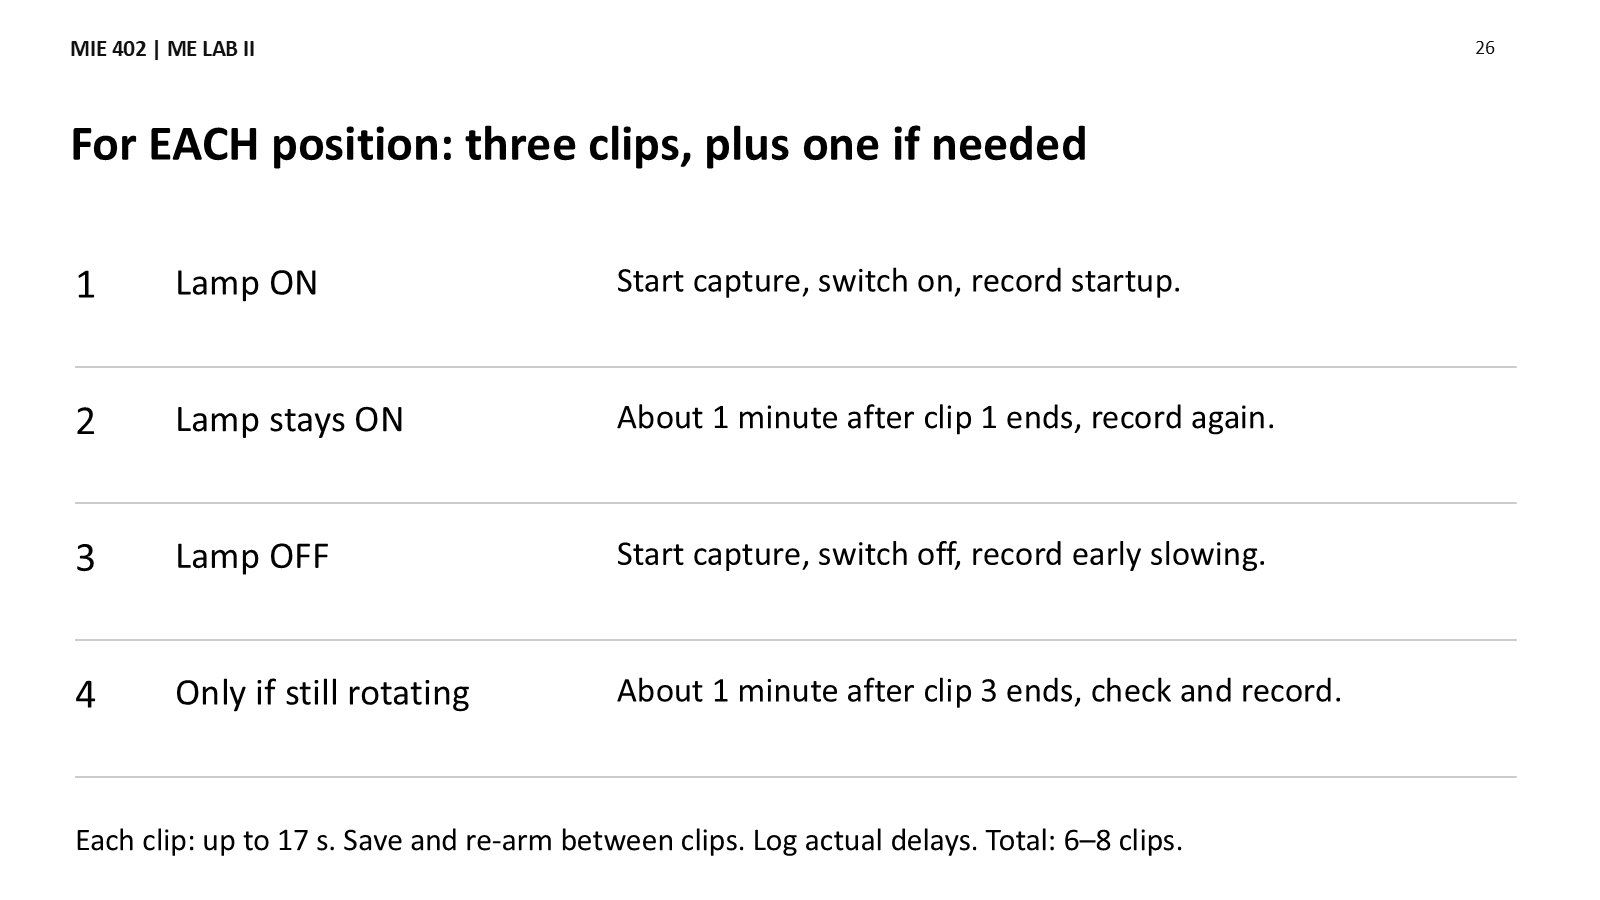 MIE 402 | ME LAB II
26
For EACH position: three clips, plus one if needed
1 Lamp ON Start capture, switch on, record startup.
2 Lamp stays ON About 1 minute after clip 1 ends, record again.
3 Lamp OFF Start capture, switch off, record early slowing.
4 Only if still rotating About 1 minute after clip 3 ends, check and record.
Each clip: up to 17 s. Save and re-arm between clips. Log actual delays. Total: 6–8 clips.